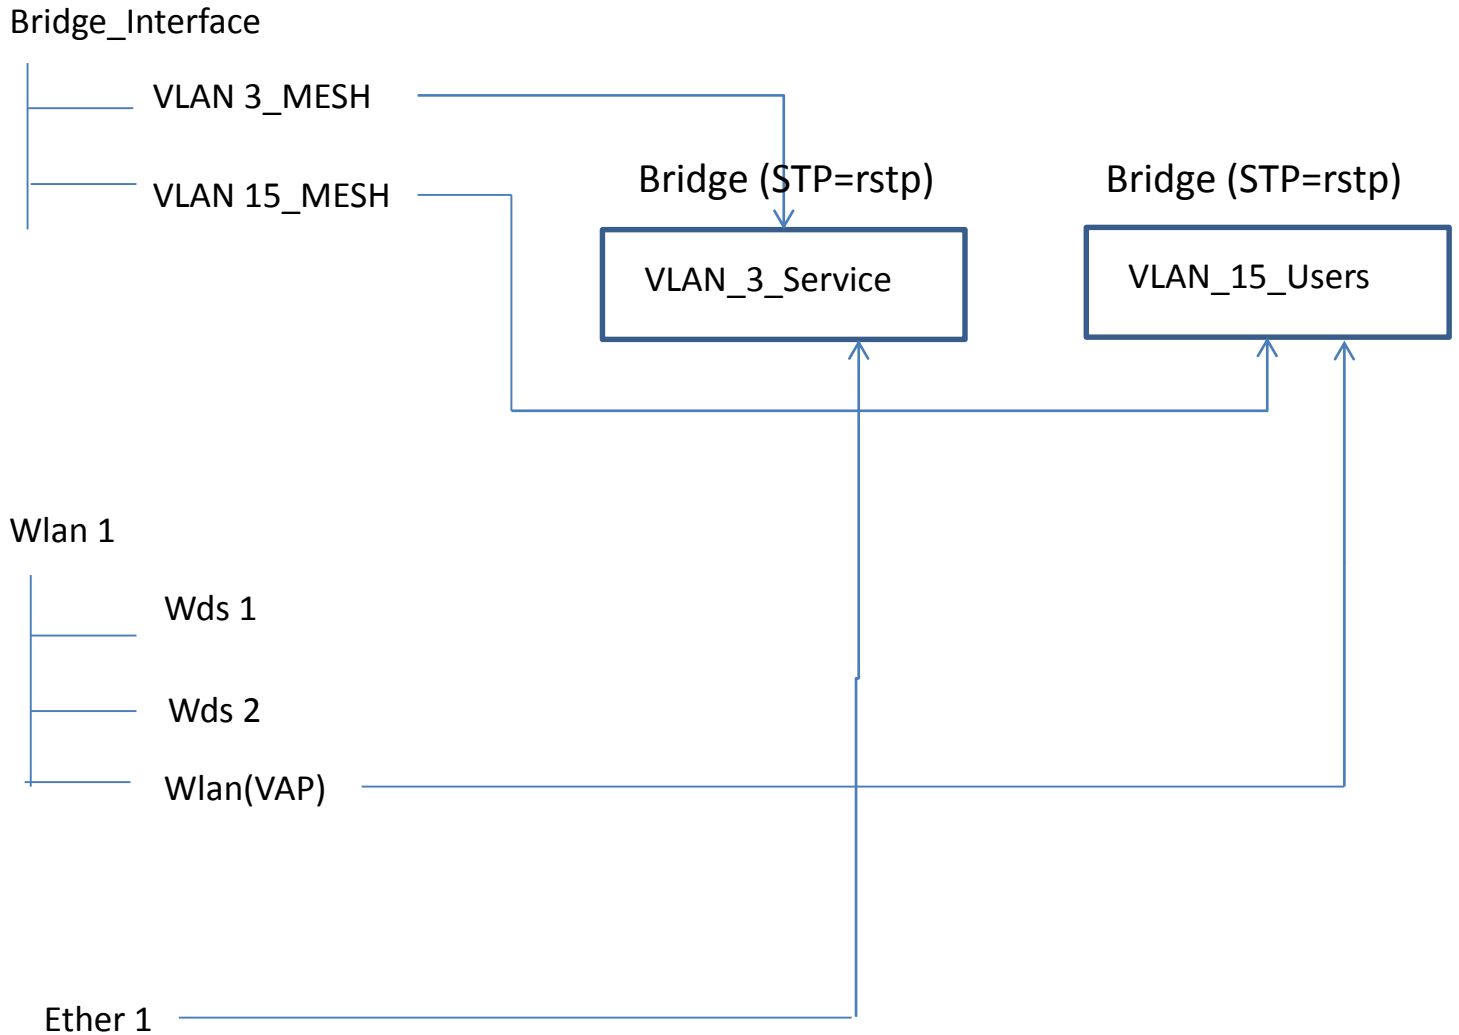 Bridge_Interface
VLAN 3_MESH
VLAN 15_MESH
Bridge (STP=rstp)
Bridge (STP=rstp)
VLAN_3_Service
VLAN_15_Users
Wlan 1
Wds 1
Wds 2
Wlan(VAP)
Ether 1